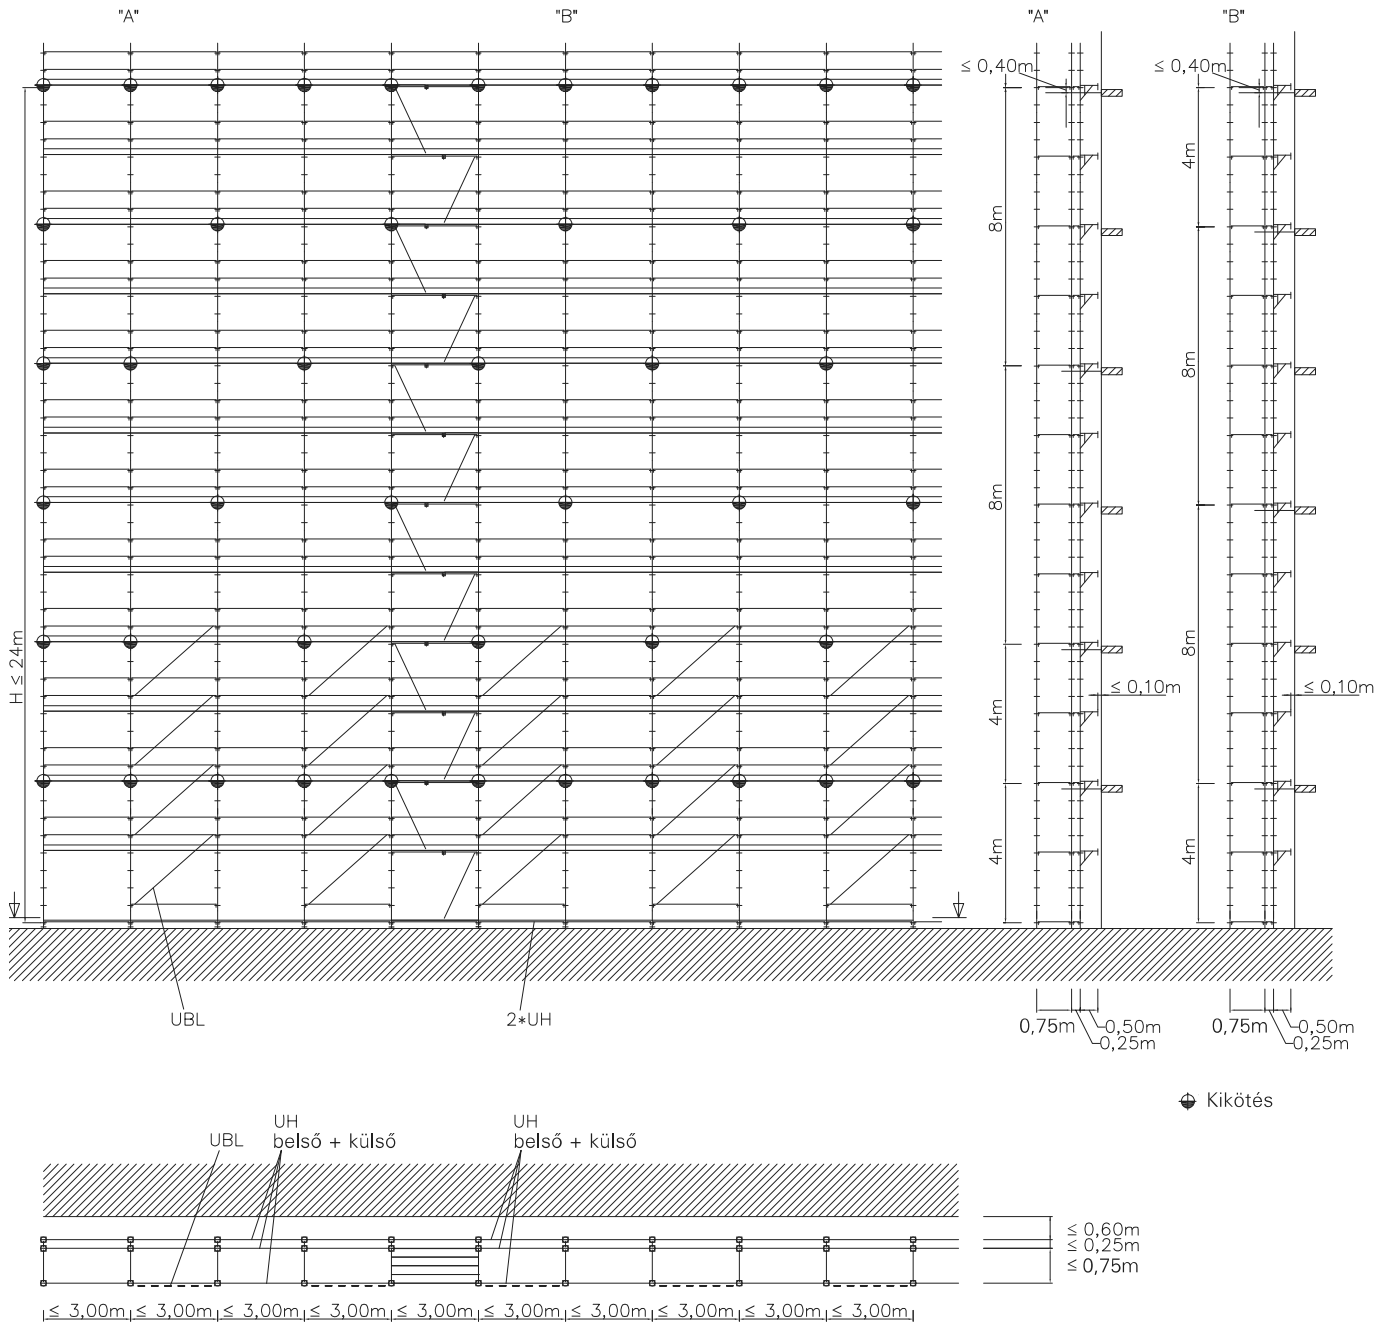 "A"
"B"
"A"
"B"
≤ 0,40m
≤ 0,40m
4m
8m
8m
8m
H ≤ 24m
8m
≤ 0,10m
≤ 0,10m
4m
4m
4m
UBL
2*UH
0,75m
0,50m
0,25m
0,75m
0,50m
0,25m
Kikötés
UBL
UH
belső + külső
UH
belső + külső
≤ 0,60m
≤ 0,25m
≤ 0,75m
≤ 3,00m ≤ 3,00m ≤ 3,00m ≤ 3,00m ≤ 3,00m ≤ 3,00m ≤ 3,00m ≤ 3,00m ≤ 3,00m ≤ 3,00m